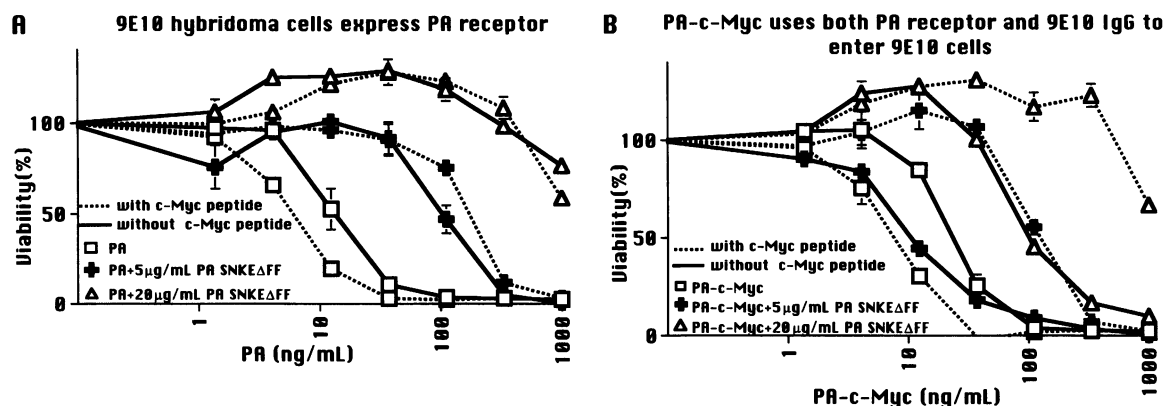 A
9E10 hybridoma cells express PA receptor
Viability(%)
100
50
0
with c-Myc peptide
without c-Myc peptide
PA
PA+5μg/mL PA SNKEΔFF
PA+20μg/mL PA SNKEΔFF
1
10
100
1000
PA (ng/mL)
B
PA-c-Myc uses both PA receptor and 9E10 IgG to
enter 9E10 cells
Viability(%)
100
50
0
with c-Myc peptide
without c-Myc peptide
PA-c-Myc
PA-c-Myc+5μg/mL PA SNKEΔFF
PA-c-Myc+20μg/mL PA SNKEΔFF
1
10
100
1000
PA-c-Myc (ng/mL)